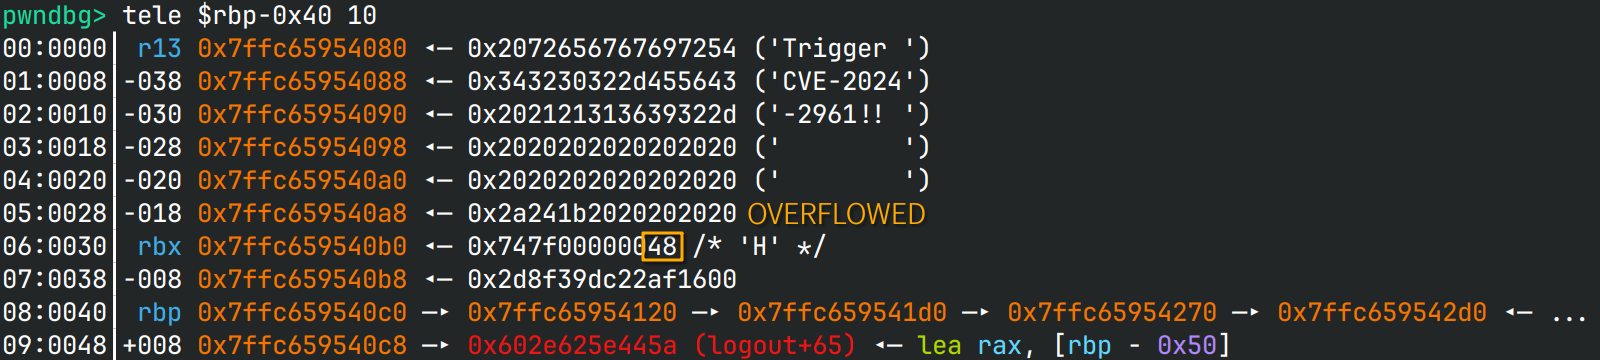 pwndbg> tele $rbp-0x40 10
00:0000│  r13 0x7ffc65954080 ◂— 0x2072656767697254 ('Trigger ')
01:0008│ -038 0x7ffc65954088 ◂— 0x343230322d455643 ('CVE-2024')
02:0010│ -030 0x7ffc65954090 ◂— 0x202121313639322d ('-2961!! ')
03:0018│ -028 0x7ffc65954098 ◂— 0x2020202020202020 ('        ')
04:0020│ -020 0x7ffc659540a0 ◂— 0x2020202020202020 ('        ')
05:0028│ -018 0x7ffc659540a8 ◂— 0x2a241b2020202020 OVERFLOWED
06:0030│  rbx 0x7ffc659540b0 ◂— 0x747f00000048 /* 'H' */
07:0038│ -008 0x7ffc659540b8 ◂— 0x2d8f39dc22af1600
08:0040│  rbp 0x7ffc659540c0 —▸ 0x7ffc65954120 —▸ 0x7ffc659541d0 —▸ 0x7ffc65954270 —▸ 0x7ffc659542d0 ◂— ...
09:0048│ +008 0x7ffc659540c8 —▸ 0x602e625e445a (logout+65) ◂— lea rax, [rbp - 0x50]